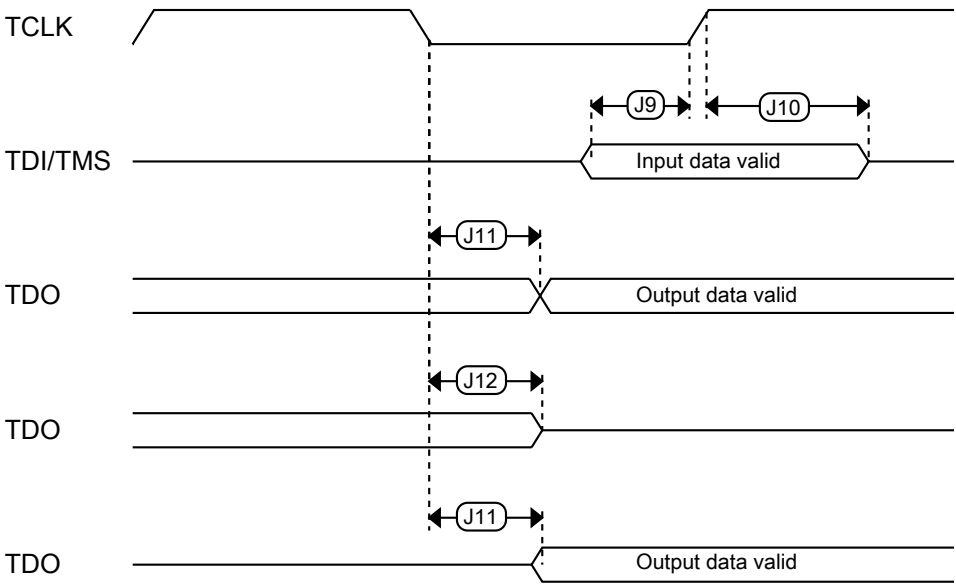 TCLK
J9
J10
TDI/TMS
Input data valid
J11
TDO
Output data valid
J12
TDO
J11
TDO
Output data valid